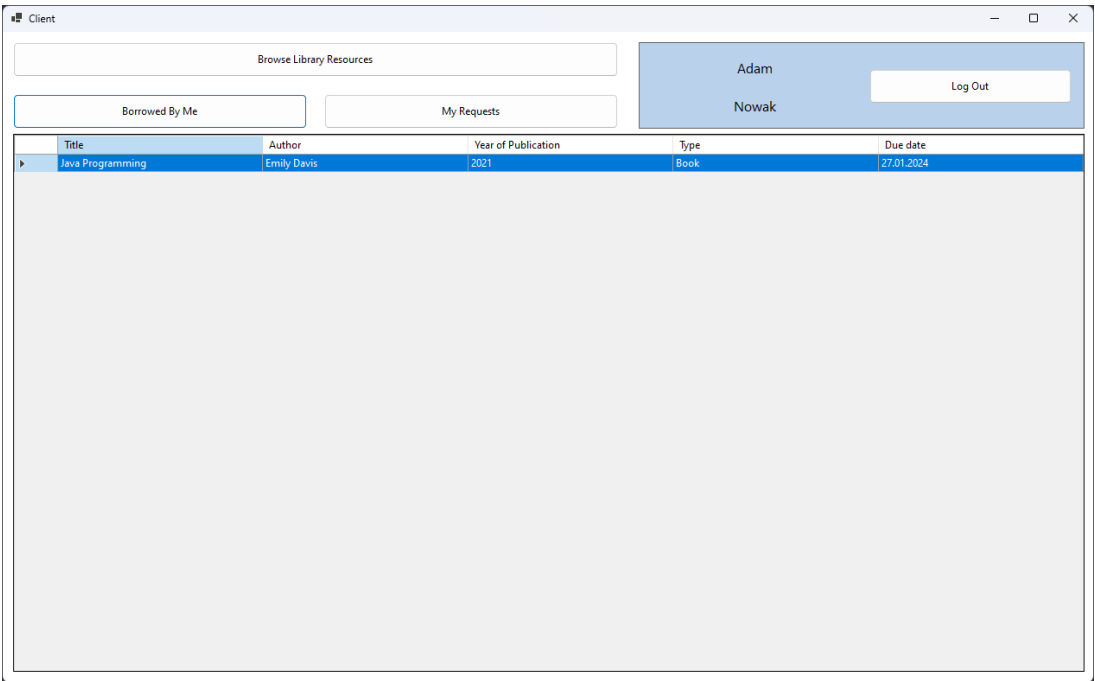 Client
Browse Library Resources
Borrowed By Me
My Requests
Adam
Nowak
Log Out
Title Author Year of Publication Type Due date
Java Programming Emily Davis 2021 Book 27.01.2024